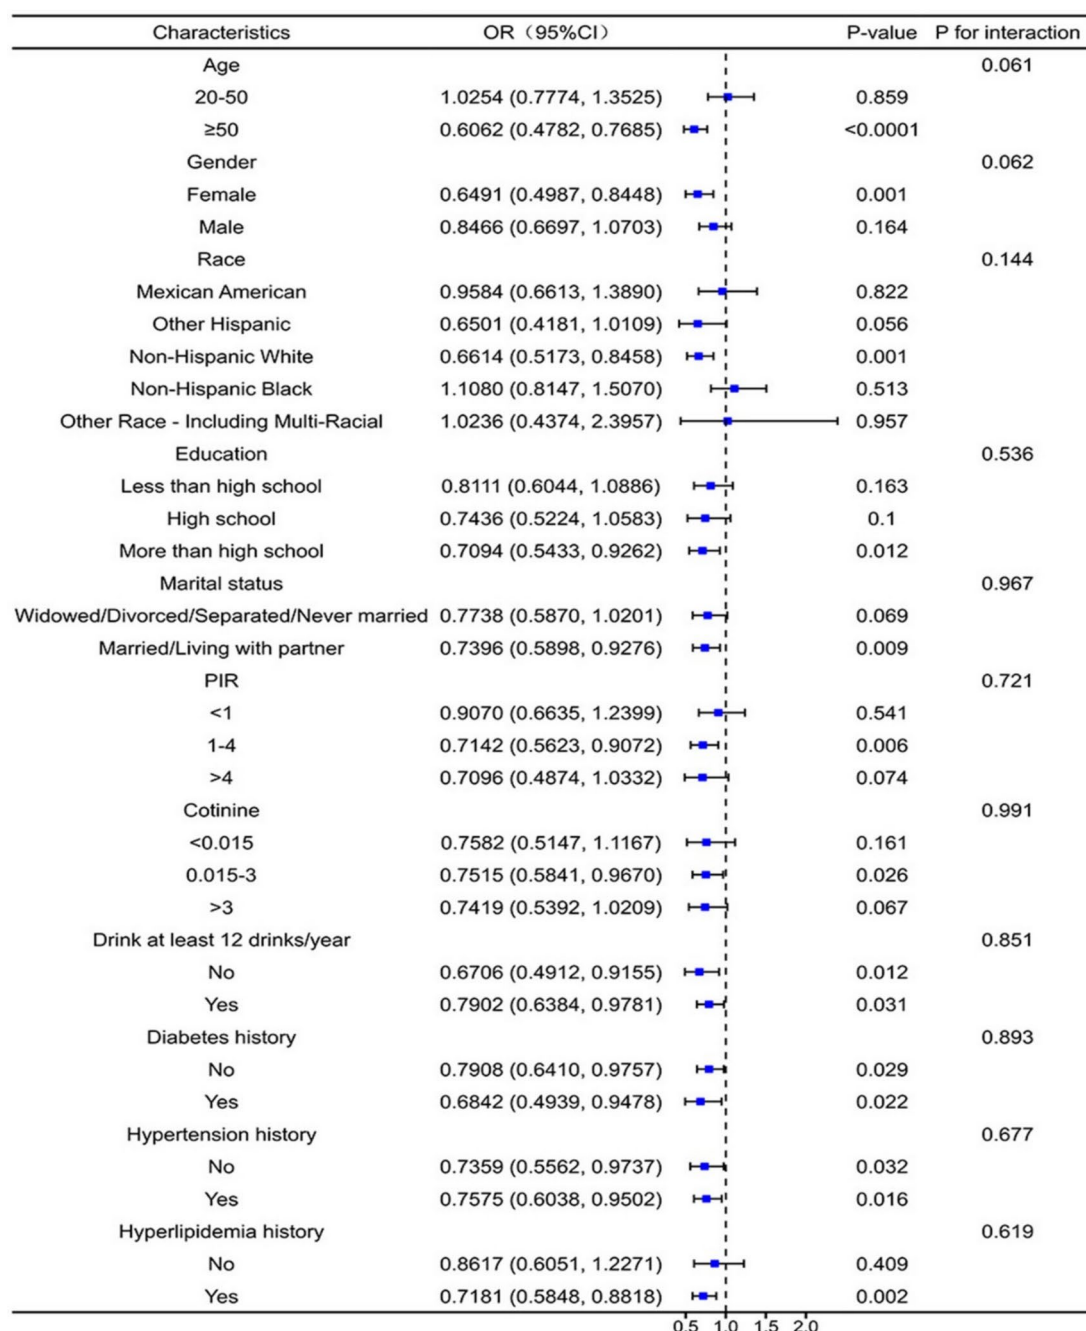 Characteristics OR（95%CI） P-value P for interaction
Age 0.061
20-50 1.0254 (0.7774, 1.3525) 0.859
≥50 0.6062 (0.4782, 0.7685) <0.0001
Gender 0.062
Female 0.6491 (0.4987, 0.8448) 0.001
Male 0.8466 (0.6697, 1.0703) 0.164
Race 0.144
Mexican American 0.9584 (0.6613, 1.3890) 0.822
Other Hispanic 0.6501 (0.4181, 1.0109) 0.056
Non-Hispanic White 0.6614 (0.5173, 0.8458) 0.001
Non-Hispanic Black 1.1080 (0.8147, 1.5070) 0.513
Other Race - Including Multi-Racial 1.0236 (0.4374, 2.3957) 0.957
Education 0.536
Less than high school 0.8111 (0.6044, 1.0886) 0.163
High school 0.7436 (0.5224, 1.0583) 0.1
More than high school 0.7094 (0.5433, 0.9262) 0.012
Marital status 0.967
Widowed/Divorced/Separated/Never married 0.7738 (0.5870, 1.0201) 0.069
Married/Living with partner 0.7396 (0.5898, 0.9276) 0.009
PIR 0.721
<1 0.9070 (0.6635, 1.2399) 0.541
1-4 0.7142 (0.5623, 0.9072) 0.006
>4 0.7096 (0.4874, 1.0332) 0.074
Cotinine 0.991
<0.015 0.7582 (0.5147, 1.1167) 0.161
0.015-3 0.7515 (0.5841, 0.9670) 0.026
>3 0.7419 (0.5392, 1.0209) 0.067
Drink at least 12 drinks/year 0.851
No 0.6706 (0.4912, 0.9155) 0.012
Yes 0.7902 (0.6384, 0.9781) 0.031
Diabetes history 0.893
No 0.7908 (0.6410, 0.9757) 0.029
Yes 0.6842 (0.4939, 0.9478) 0.022
Hypertension history 0.677
No 0.7359 (0.5562, 0.9737) 0.032
Yes 0.7575 (0.6038, 0.9502) 0.016
Hyperlipidemia history 0.619
No 0.8617 (0.6051, 1.2271) 0.409
Yes 0.7181 (0.5848, 0.8818) 0.002
0.5 1.0 1.5 2.0